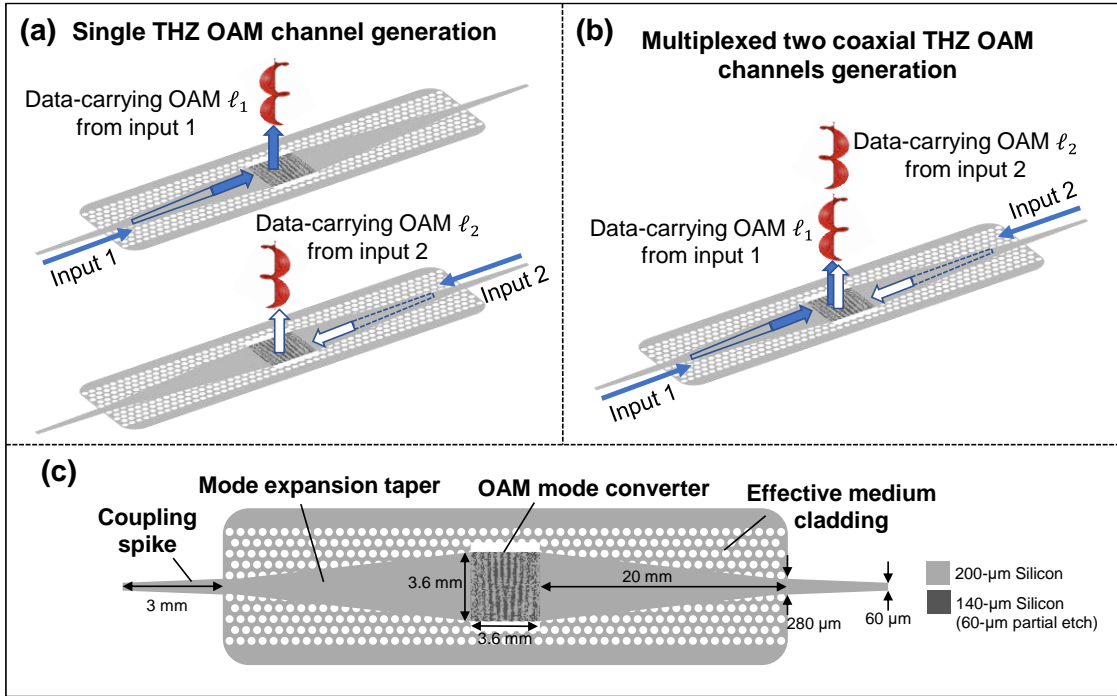 (a)
Single THZ OAM channel generation
Data-carrying OAM ℓ₁
from input 1
Input 1
Data-carrying OAM ℓ₂
from input 2
Input 2
(b)
Multiplexed two coaxial THZ OAM
channels generation
Data-carrying OAM ℓ₂
from input 2
Input 2
Data-carrying OAM ℓ₁
from input 1
Input 1
(c)
Mode expansion taper
OAM mode converter
Effective medium
cladding
Coupling
spike
3 mm
3.6 mm
3.6 mm
20 mm
280 μm
60 μm
200-μm Silicon
140-μm Silicon
(60-μm partial etch)